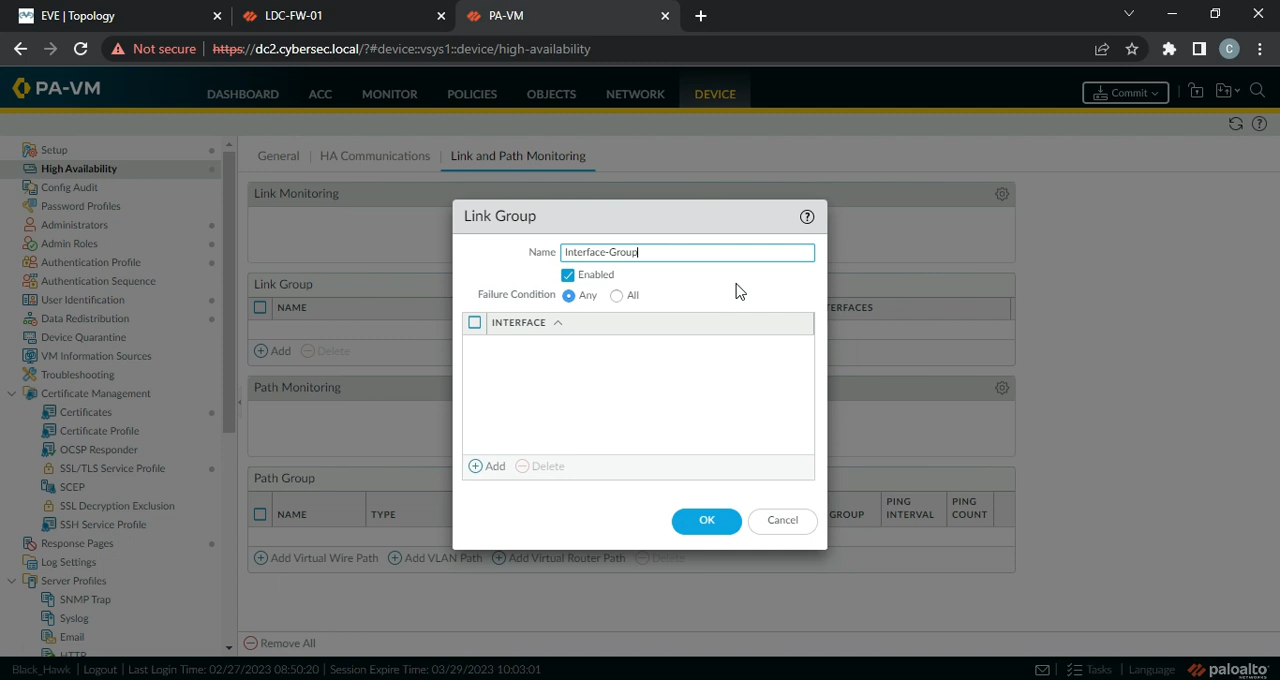 EVE | Topology
LDC-FW-01
PA-VM
Not secure | https://dc2.cybersec.local/?#device::vsys1::device/high-availability
C
PA-VM
DASHBOARD ACC MONITOR POLICIES OBJECTS NETWORK DEVICE
Commit
Setup
High Availability
Config Audit
Password Profiles
Administrators
Admin Roles
Authentication Profile
Authentication Sequence
User Identification
Data Redistribution
Device Quarantine
VM Information Sources
Troubleshooting
Certificate Management
Certificates
Certificate Profile
OCSP Responder
SSL/TLS Service Profile
SCEP
SSL Decryption Exclusion
SSH Service Profile
Response Pages
Log Settings
Server Profiles
SNMP Trap
Syslog
Email
HTTP
General | HA Communications | Link and Path Monitoring
Link Monitoring
Link Group
NAME
TERFACES
Add Delete
Path Monitoring
Path Group
NAME TYPE GROUP PING INTERVAL PING COUNT
Add Virtual Wire Path Add VLAN Path Add Virtual Router Path Delete
Remove All
Link Group
Name Interface-Group
Enabled
Failure Condition Any All
INTERFACE
Add Delete
OK Cancel
Black_Hawk | Logout | Last Login Time: 02/27/2023 08:50:20 | Session Expire Time: 03/29/2023 10:03:01
Tasks | Language
paloalto
NETWORKS